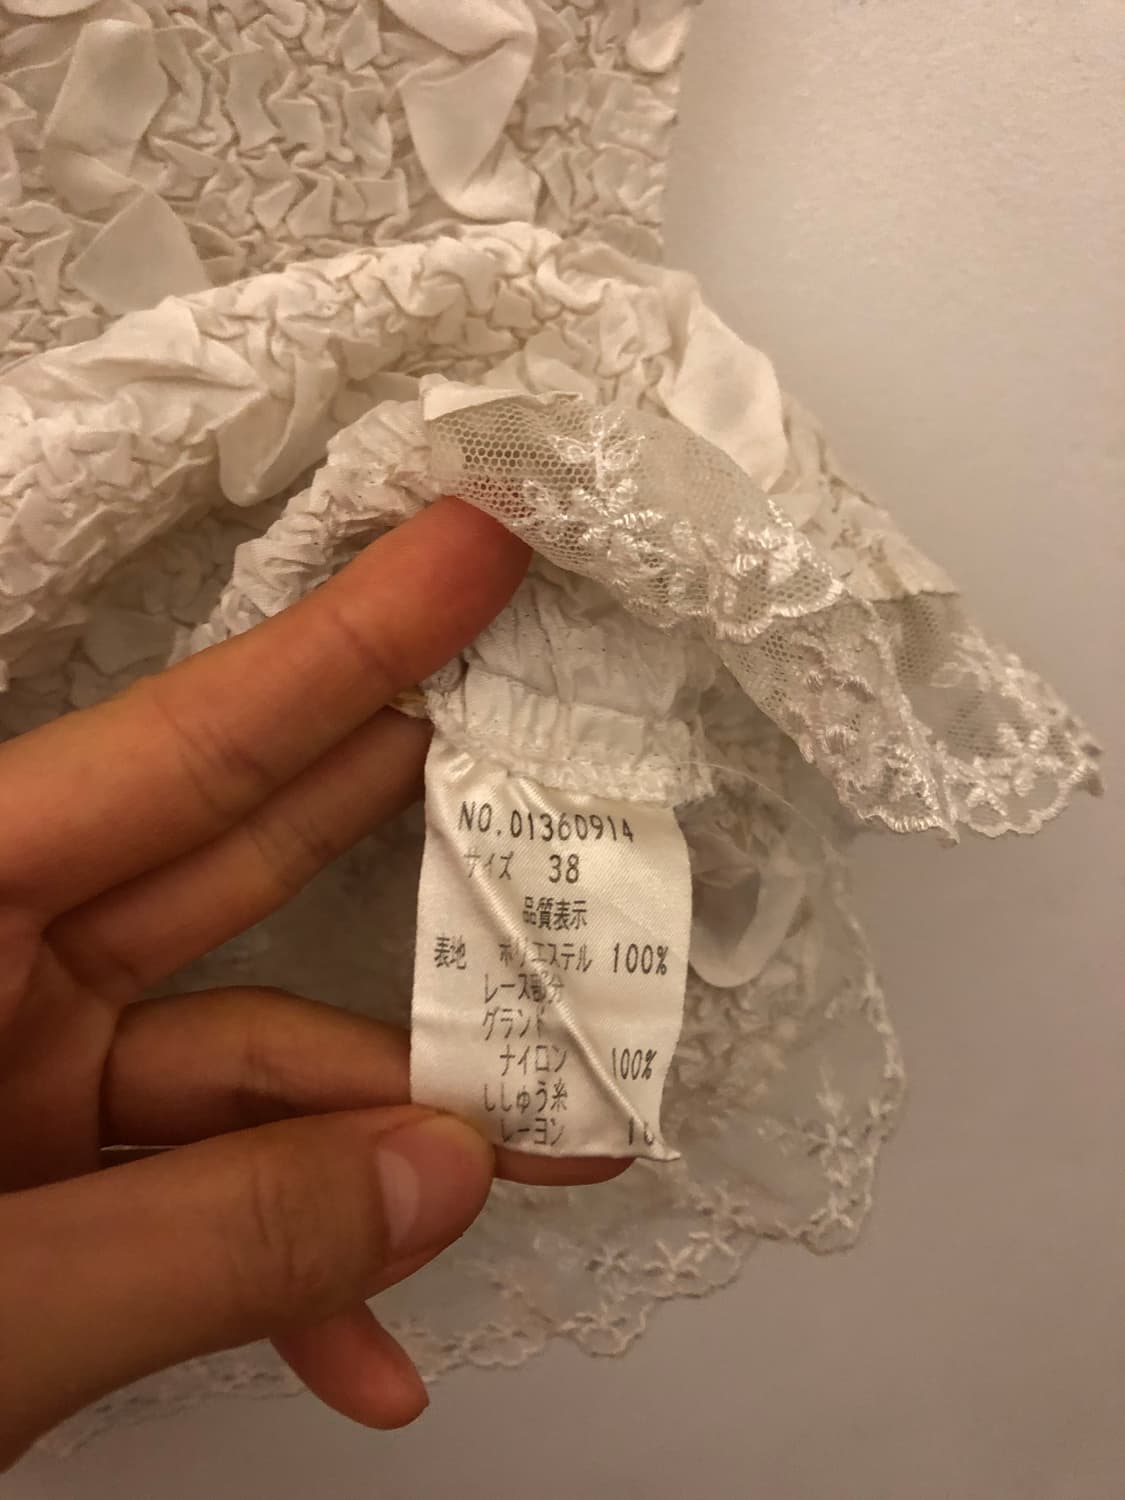 NO.01360914
サイズ 38
品質表示
表地 ポリエステル 100%
レース部分
グランド
ナイロン 100%
ししゅう糸
レーヨン